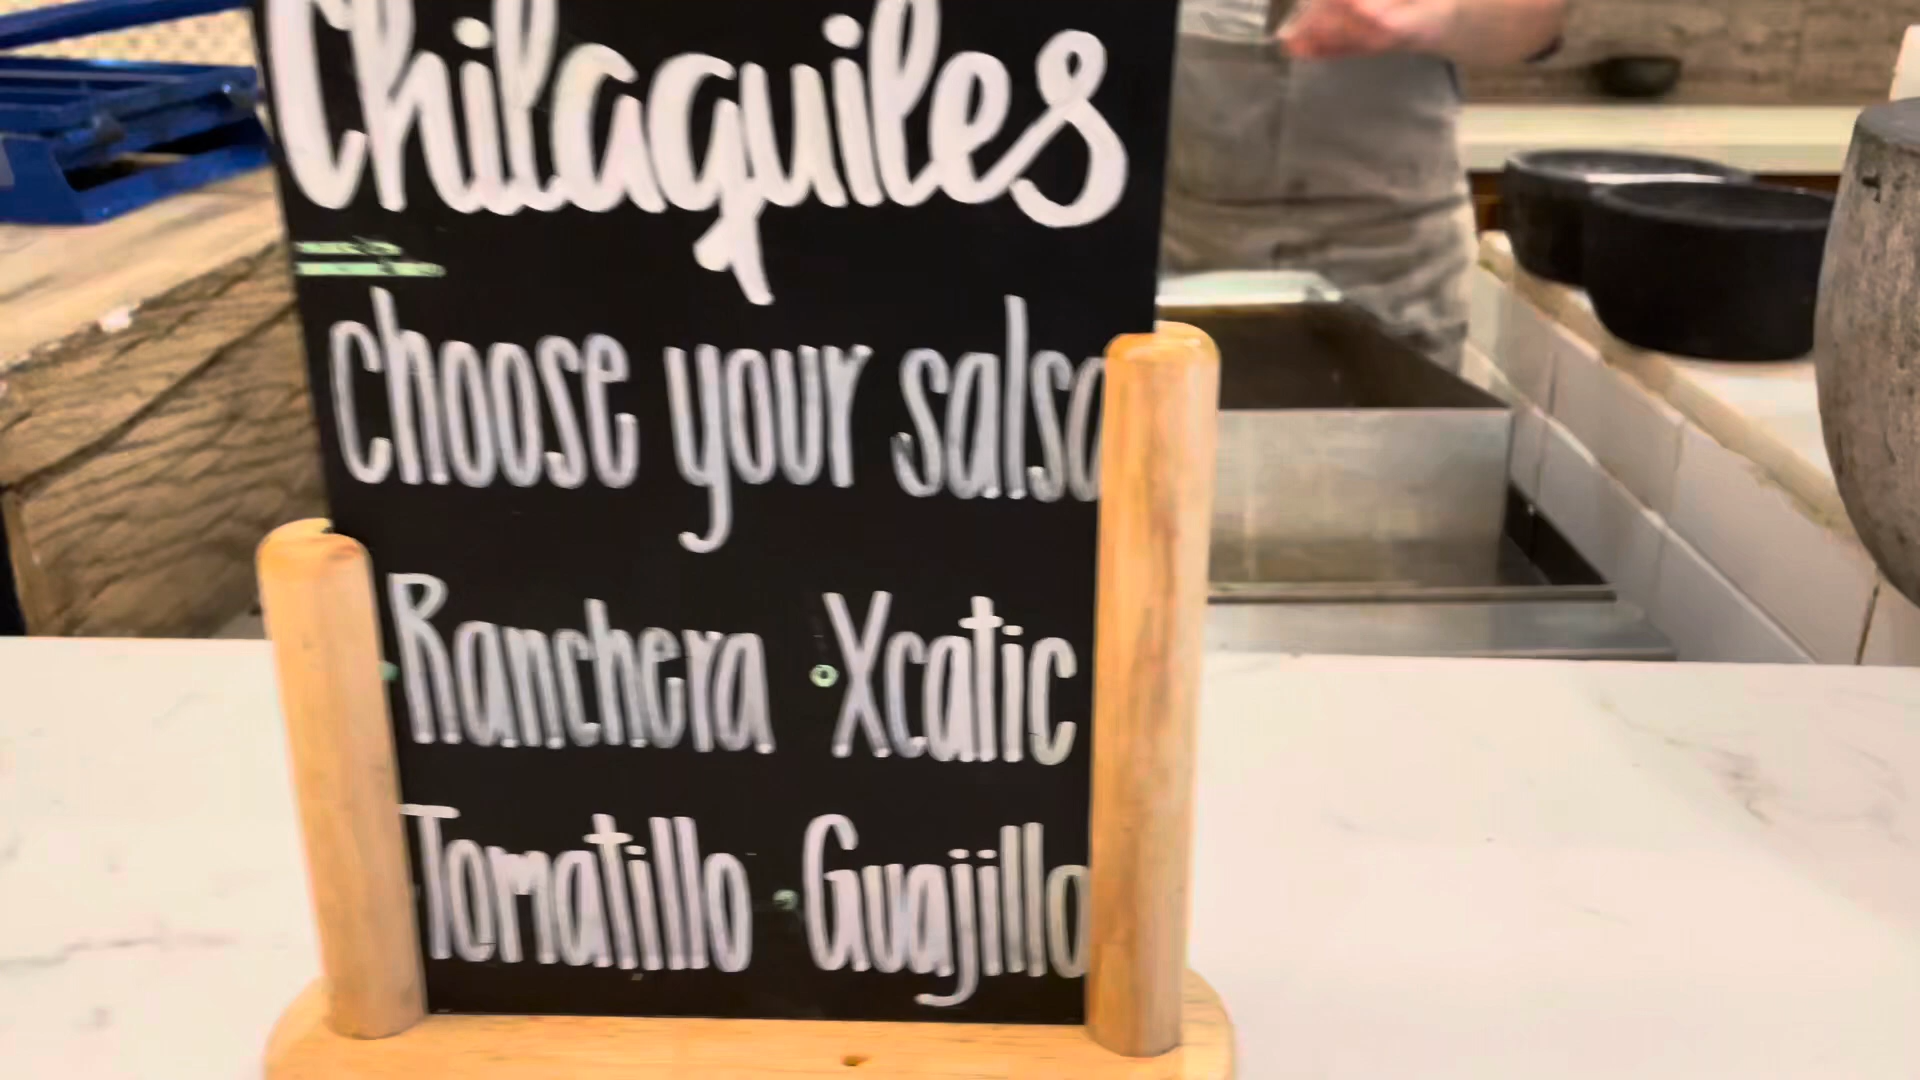 Chilaquiles
choose your salsa
Ranchera · Xcatic
Tomatillo · Guajillo